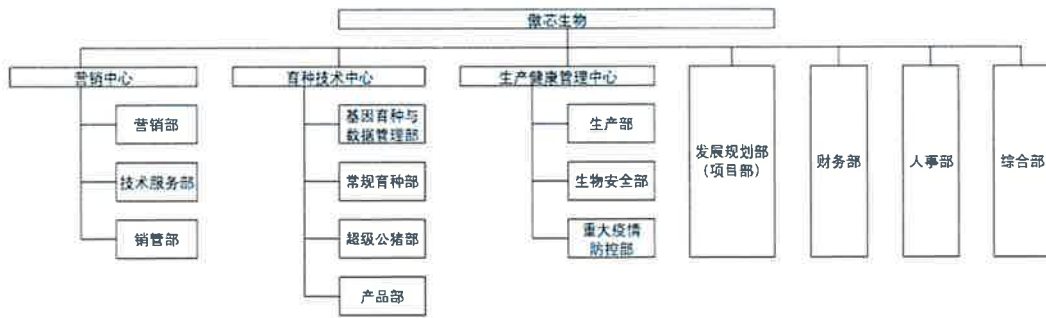 傲芯生物
营销中心
育种技术中心
生产健康管理中心
营销部
技术服务部
销管部
基因育种与
数据管理部
常规育种部
超级公猪部
产品部
生产部
生物安全部
重大疫情
防控部
发展规划部
（项目部）
财务部
人事部
综合部